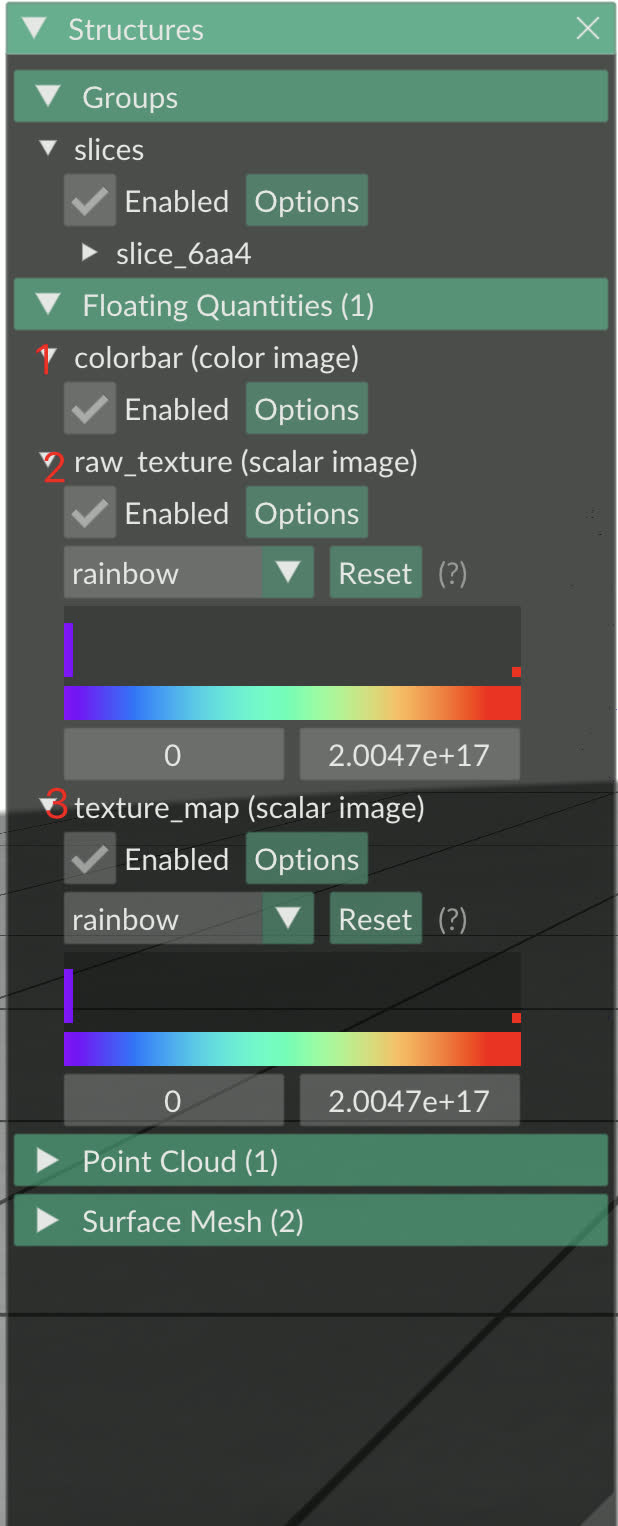 Structures
Groups
slices
Enabled Options
slice_6aa4
Floating Quantities (1)
1 colorbar (color image)
Enabled Options
2 raw_texture (scalar image)
Enabled Options
rainbow Reset (?)
0 2.0047e+17
3 texture_map (scalar image)
Enabled Options
rainbow Reset (?)
0 2.0047e+17
Point Cloud (1)
Surface Mesh (2)